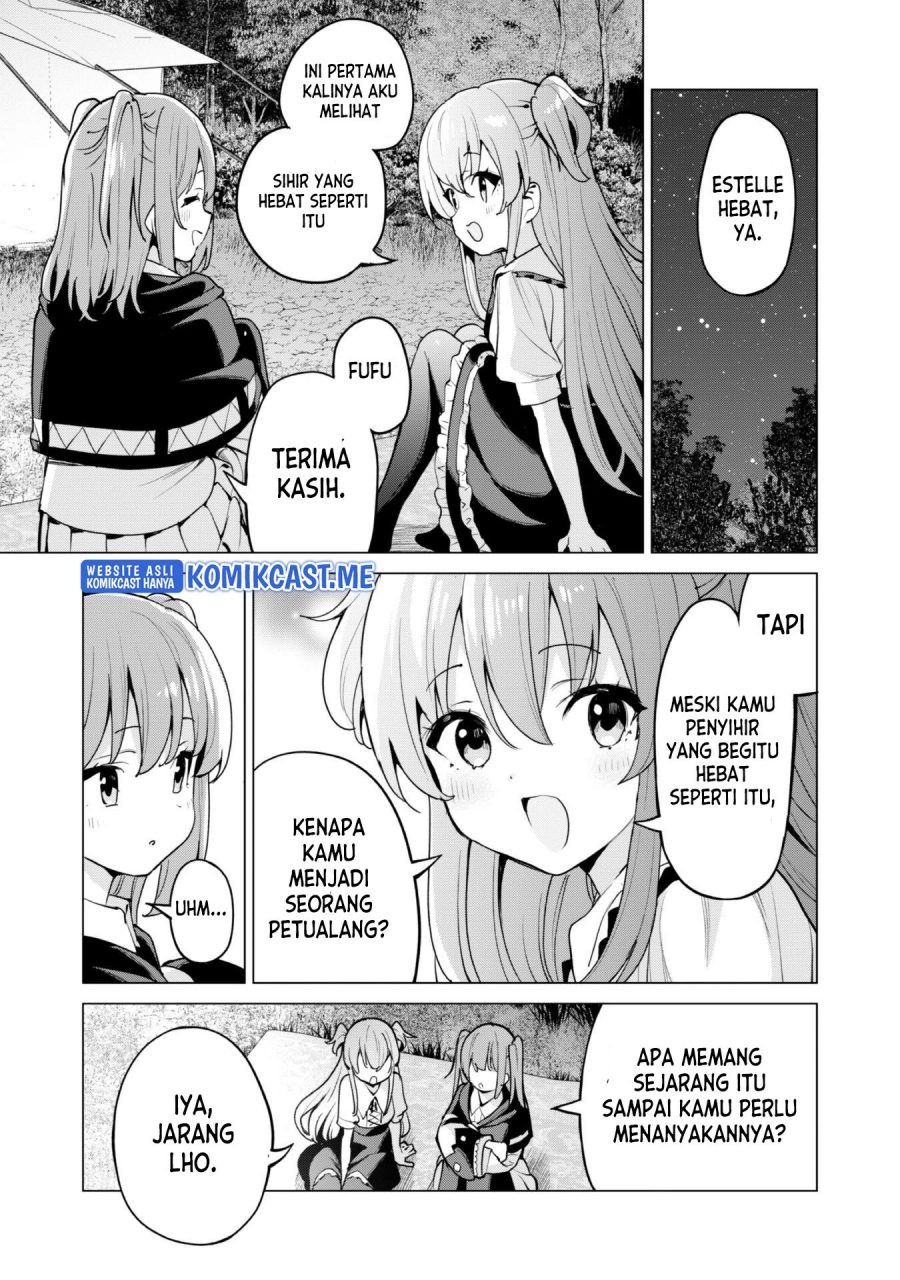 ESTELLE
HEBAT,
YA.
INI PERTAMA
KALINYA AKU
MELIHAT
SIHIR YANG
HEBAT SEPERTI
ITU
FUFU
TERIMA
KASIH.
WEBSITE ASLI
KOMIKCAST HANYA
KOMIKCAST.ME
TAPI
MESKI KAMU
PENYIHIR
YANG BEGITU
HEBAT
SEPERTI ITU,
KENAPA
KAMU
MENJADI
SEORANG
PETUALANG?
UHM...
APA MEMANG
SEJARANG ITU
SAMPAI KAMU PERLU
MENANYAKANNYA?
IYA,
JARANG
LHO.